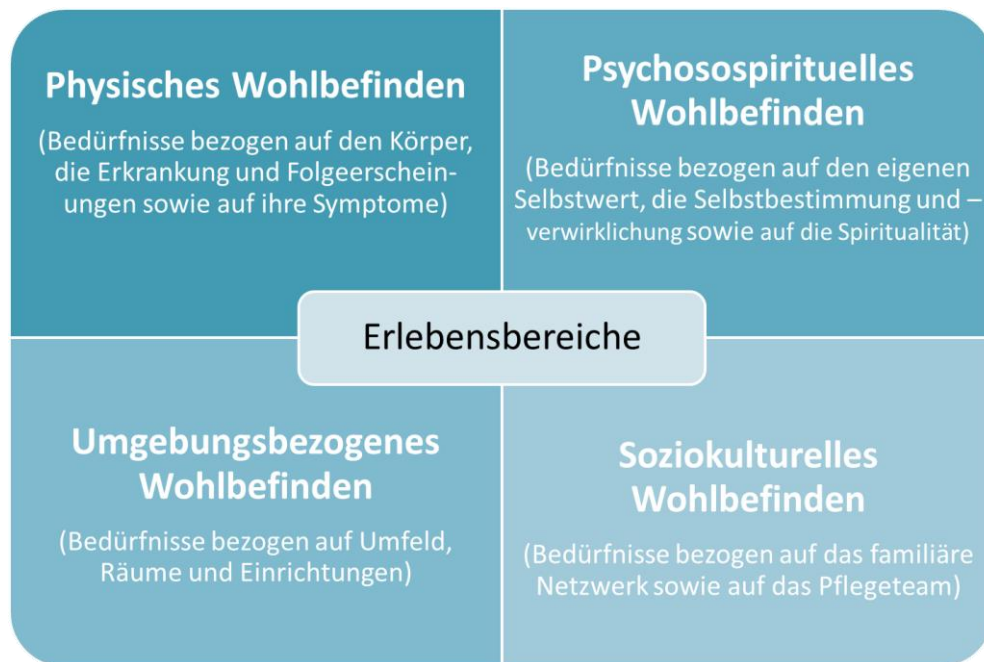 Physisches Wohlbefinden
(Bedürfnisse bezogen auf den Körper,
die Erkrankung und Folgeerschein-
ungen sowie auf ihre Symptome)
Psychosospirituelles
Wohlbefinden
(Bedürfnisse bezogen auf den eigenen
Selbstwert, die Selbstbestimmung und –
verwirklichung sowie auf die Spiritualität)
Erlebensbereiche
Umgebungsbezogenes
Wohlbefinden
(Bedürfnisse bezogen auf Umfeld,
Räume und Einrichtungen)
Soziokulturelles
Wohlbefinden
(Bedürfnisse bezogen auf das familiäre
Netzwerk sowie auf das Pflegeteam)